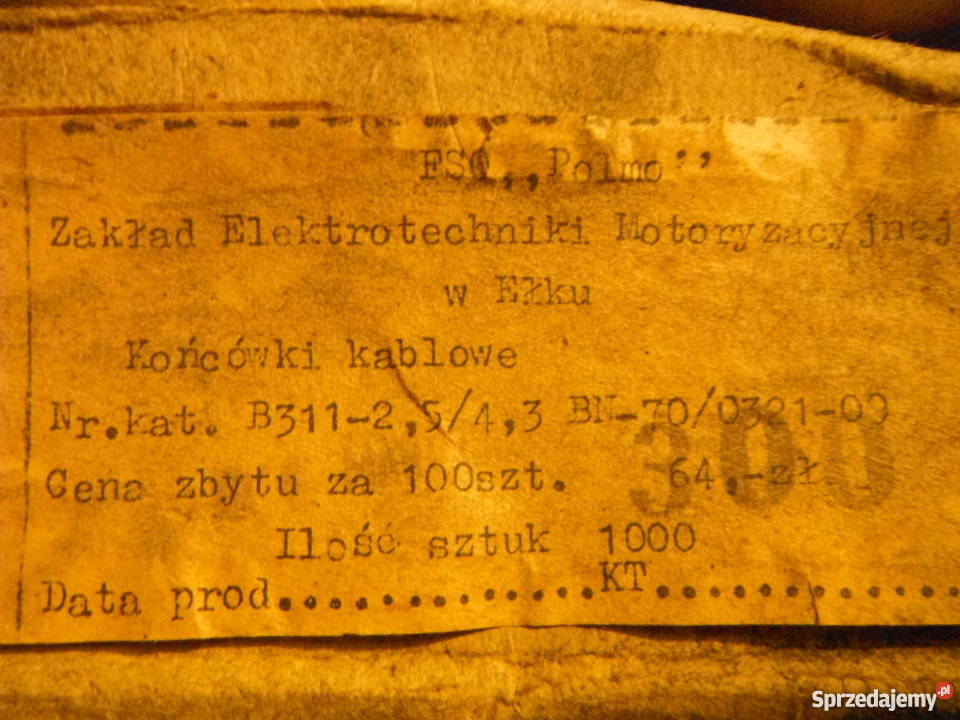 FSO „Polmo”
Zakład Elektrotechniki Motoryzacyjnej
w Ełku
Końcówki kablowe
Nr.kat. B311-2,5/4,3 BN-70/0321-09
Cena zbytu za 100szt. 64,-zł
300
Ilość sztuk 1000
Data prod.............KT............
Sprzedajemy.pl